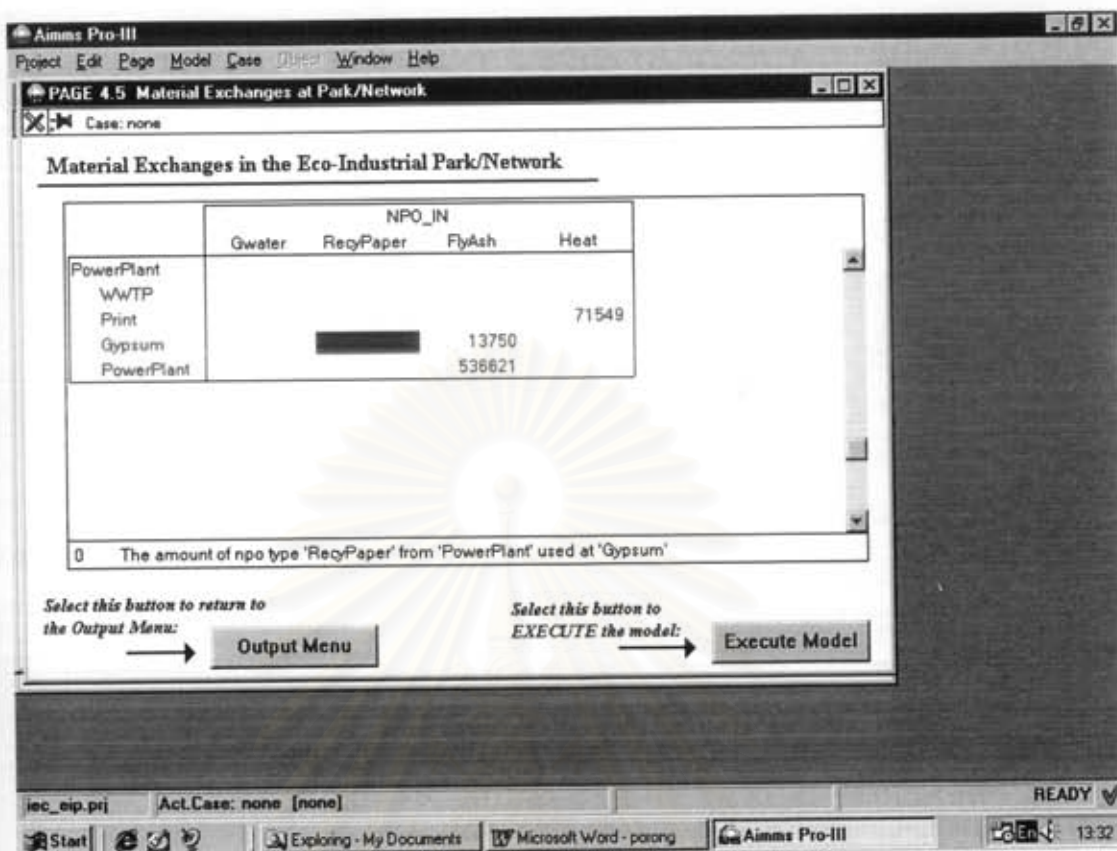 Aimms Pro-III
Project Edit Page Model Case Object Window Help
PAGE 4.5 Material Exchanges at Park/Network
Case: none
Material Exchanges in the Eco-Industrial Park/Network
NPO_IN
Gwater RecyPaper FlyAsh Heat
PowerPlant
WWTP
Print 71549
Gypsum 13750
PowerPlant 536621
0 The amount of npo type 'RecyPaper' from 'PowerPlant' used at 'Gypsum'
Select this button to return to
the Output Menu:
Output Menu
Select this button to
EXECUTE the model:
Execute Model
iec_eip.prj Act.Case: none [none] READY
Start Exploring - My Documents Microsoft Word - porong Aimms Pro-III En 13:32